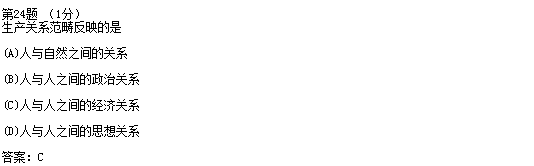 第24题 （1分）
生产关系范畴反映的是
(A)人与自然之间的关系
(B)人与人之间的政治关系
(C)人与人之间的经济关系
(D)人与人之间的思想关系
答案：C